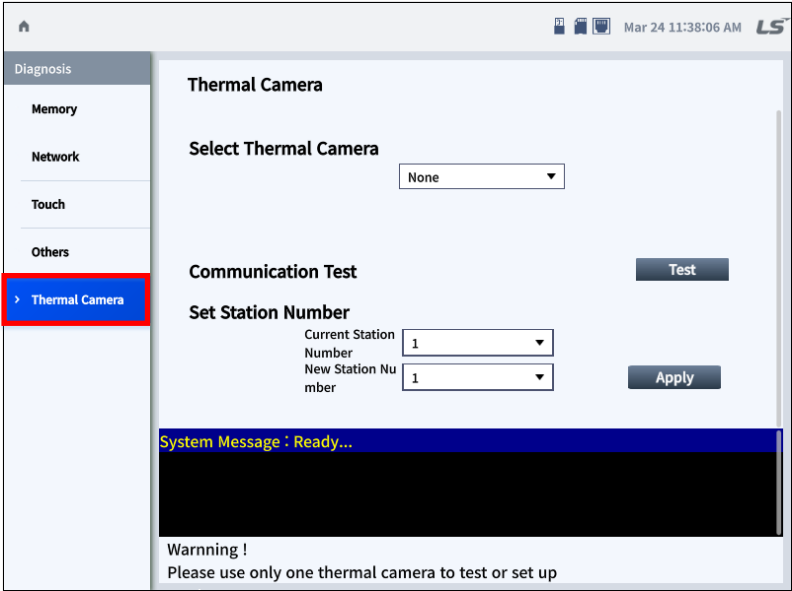 Mar 24 11:38:06 AM
LS
Diagnosis
Memory
Network
Touch
Others
Thermal Camera
Thermal Camera
Select Thermal Camera
None
Communication Test
Test
Set Station Number
Current Station
Number
1
New Station Nu
mber
1
Apply
System Message : Ready...
Warnning !
Please use only one thermal camera to test or set up